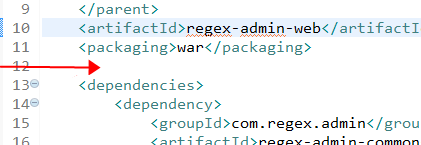 9 </parent>
10 <artifactId>regex-admin-web</artifactI
11 <packaging>war</packaging>
12
13 <dependencies>
14 <dependency>
15 <groupId>com.regex.admin</grou
16 <artifactId>regex-admin-common